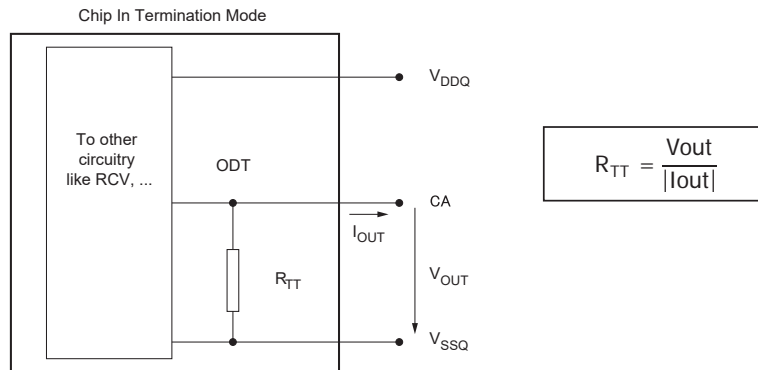 Chip In Termination Mode
V_DDQ
To other
circuitry
like RCV, ...
ODT
CA
I_OUT
R_TT
V_OUT
V_SSQ
R_TT = Vout / |Iout|